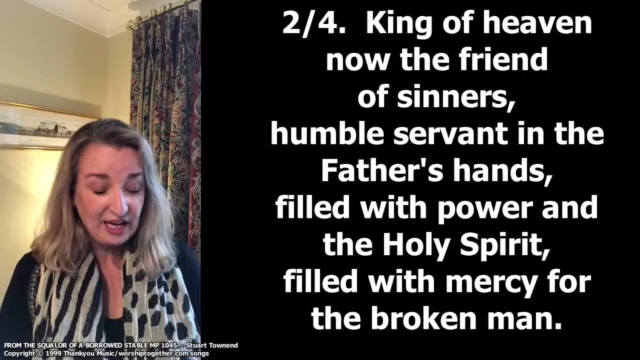 2/4. King of heaven
now the friend
of sinners,
humble servant in the
Father's hands,
filled with power and
the Holy Spirit,
filled with mercy for
the broken man.
FROM THE SQUALOR OF A BORROWED STABLE MP 1045 - Stuart Townend
Copyright © 1999 Thankyou Music/worshiptogether.com songs